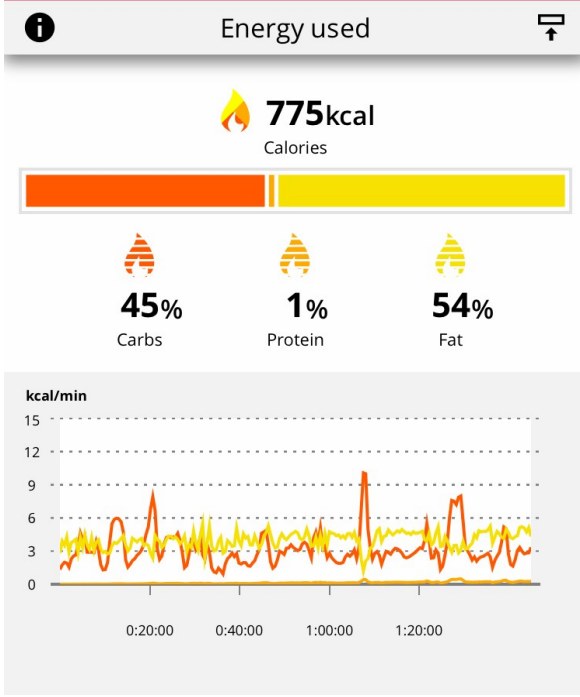 Energy used
775kcal
Calories
45% 1% 54%
Carbs Protein Fat
kcal/min
15
12
9
6
3
0
0:20:00 0:40:00 1:00:00 1:20:00